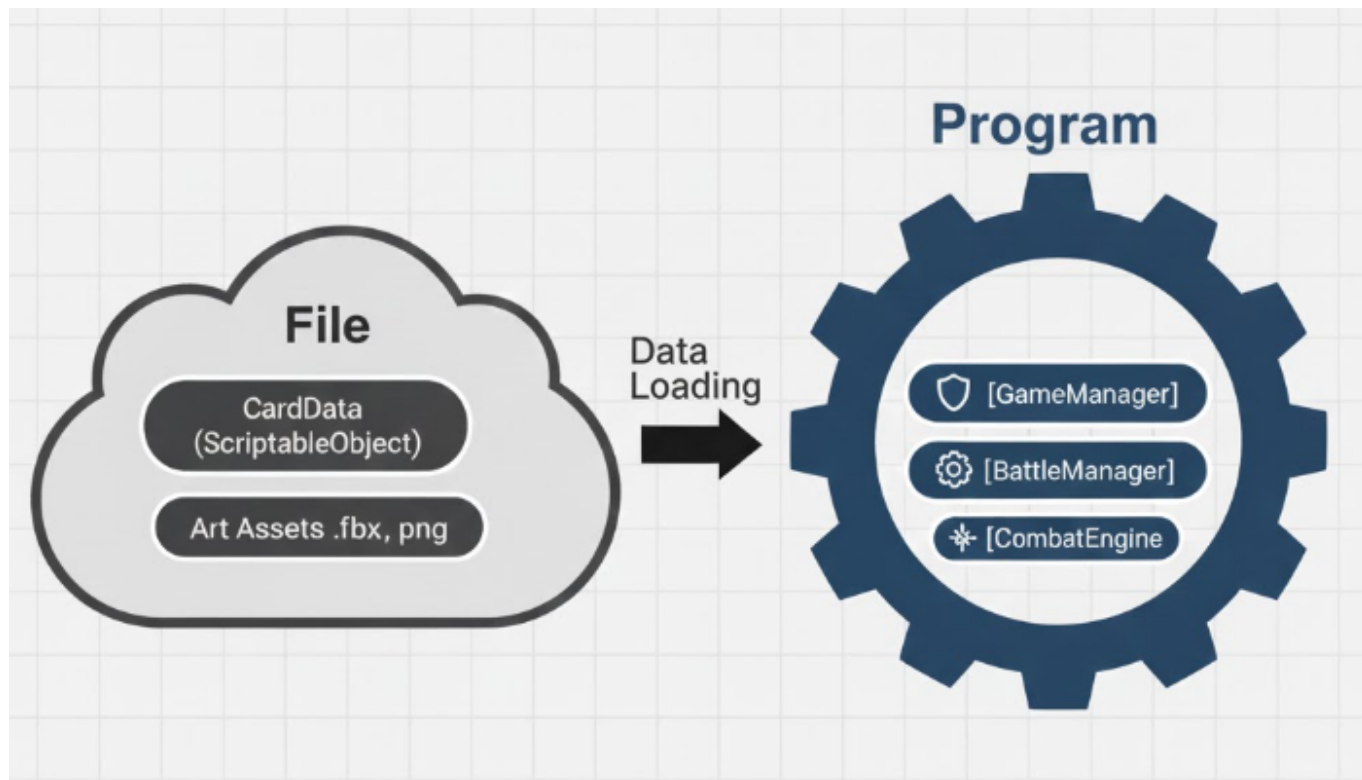 File
CardData
(ScriptableObject)
Art Assets .fbx, png
Data
Loading
Program
[GameManager]
[BattleManager]
[CombatEngine